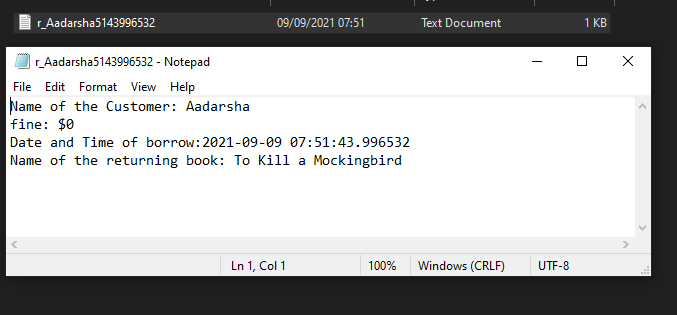 r_Aadarsha5143996532 09/09/2021 07:51 Text Document 1 KB
r_Aadarsha5143996532 - Notepad
File Edit Format View Help
Name of the Customer: Aadarsha
fine: $0
Date and Time of borrow:2021-09-09 07:51:43.996532
Name of the returning book: To Kill a Mockingbird
Ln 1, Col 1 100% Windows (CRLF) UTF-8